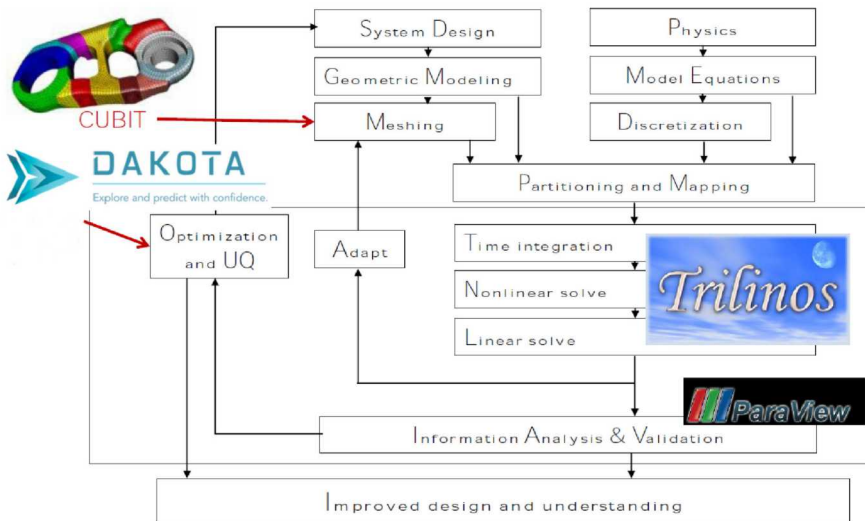 System Design
Physics
Geometric Modeling
Model Equations
CUBIT
Meshing
Discretization
DAKOTA
Explore and predict with confidence.
Partitioning and Mapping
Optimization
and UQ
Adapt
Time integration
Nonlinear solve
Linear solve
Trilinos
ParaView
Information Analysis & Validation
Improved design and understanding